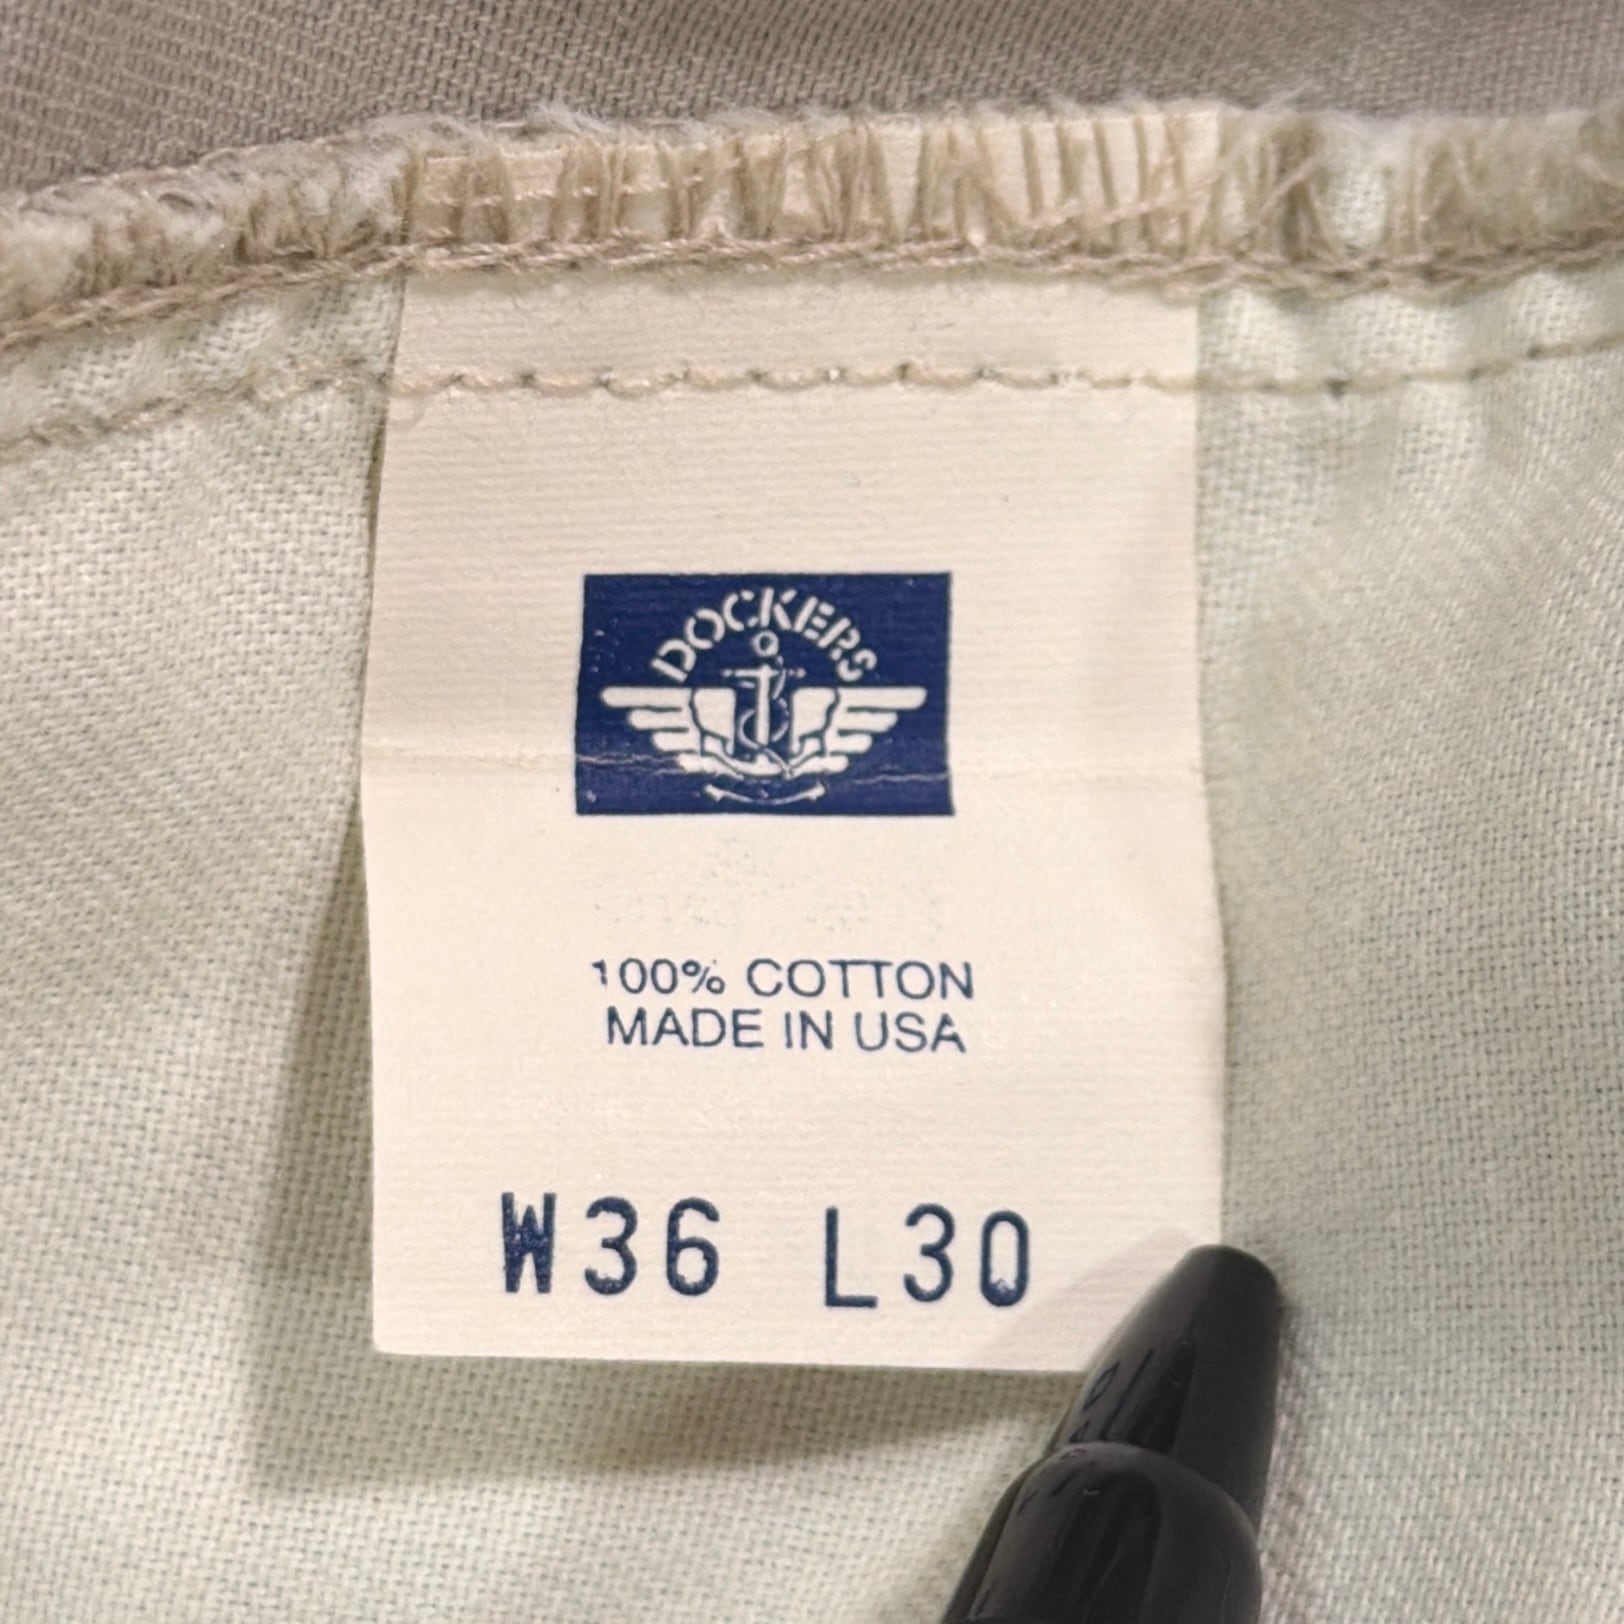 DOCKERS
100% COTTON
MADE IN USA
W36 L30